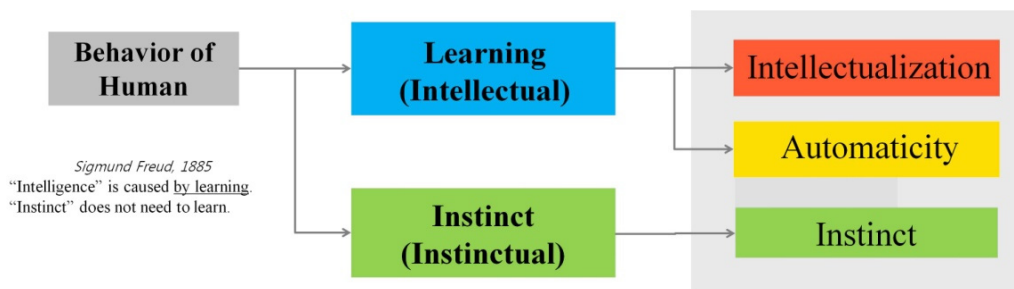 Behavior of
Human
Sigmund Freud, 1885
“Intelligence” is caused by learning.
“Instinct” does not need to learn.
Learning
(Intellectual)
Instinct
(Instinctual)
Intellectualization
Automaticity
Instinct